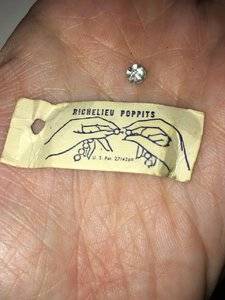 RICHELIEU POPPITS
U. S. Pat.